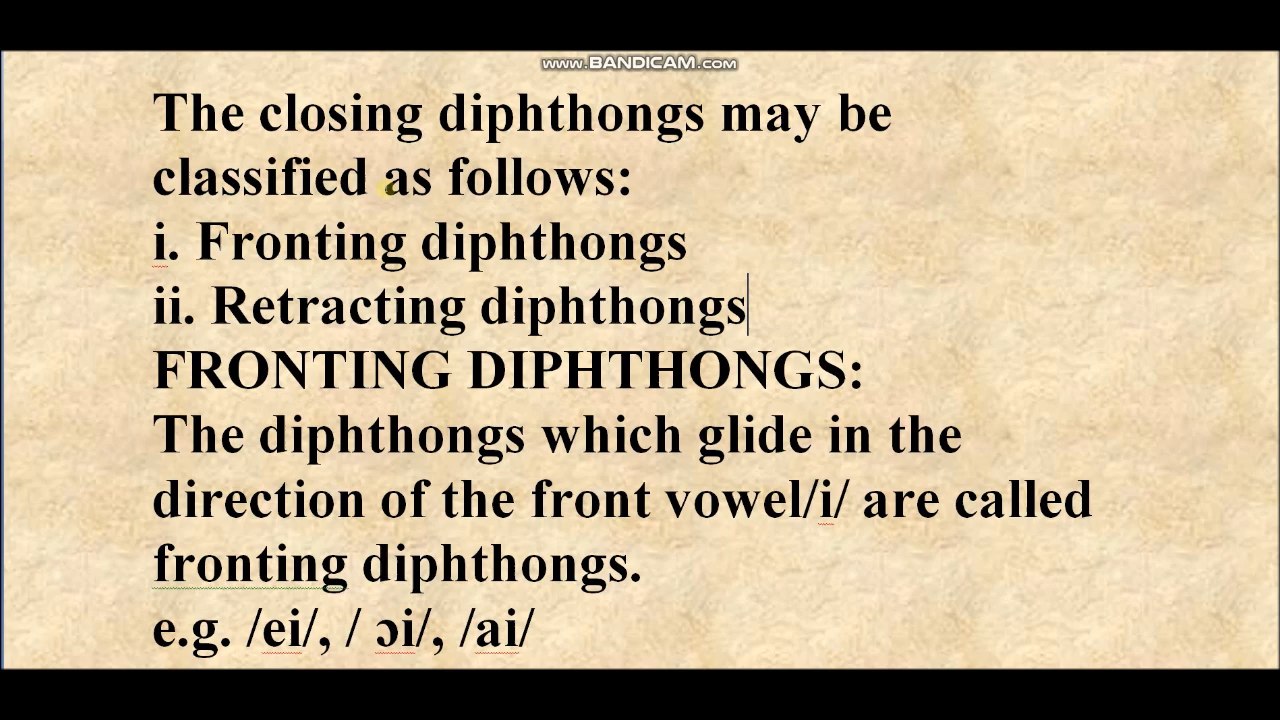 www.BANDICAM.com
The closing diphthongs may be
classified as follows:
i. Fronting diphthongs
ii. Retracting diphthongs
FRONTING DIPHTHONGS:
The diphthongs which glide in the
direction of the front vowel/i/ are called
fronting diphthongs.
e.g. /ei/, / ɔi/, /ai/